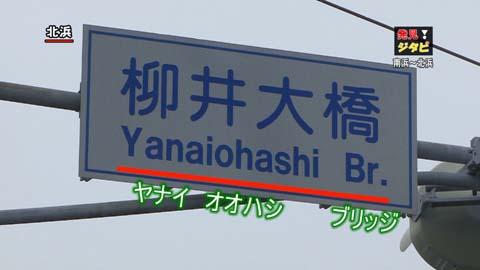 北浜
発見!
ジタビ
南浜〜北浜
柳井大橋
Yanaiohashi Br.
ヤナイ オオハシ ブリッジ